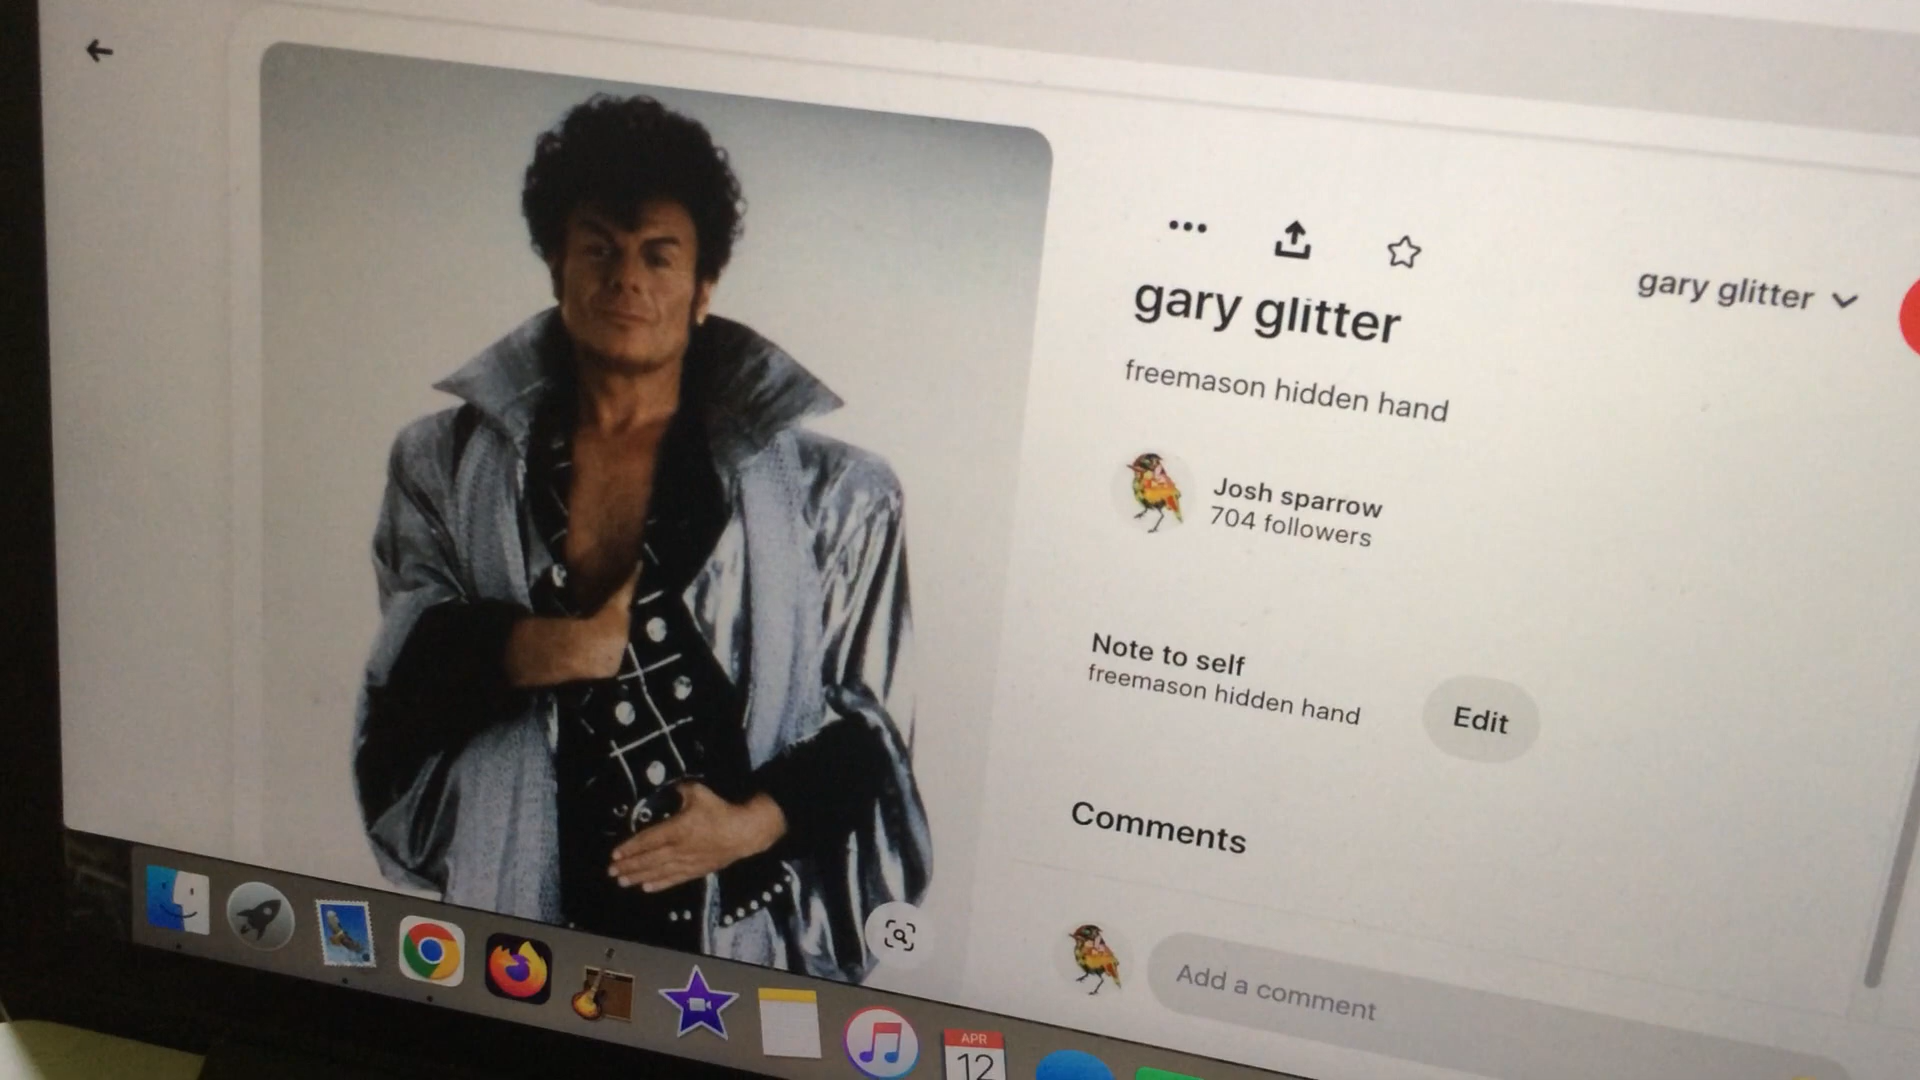 gary glitter
gary glitter
freemason hidden hand
Josh sparrow
704 followers
Note to self
freemason hidden hand
Edit
Comments
Add a comment
APR
12